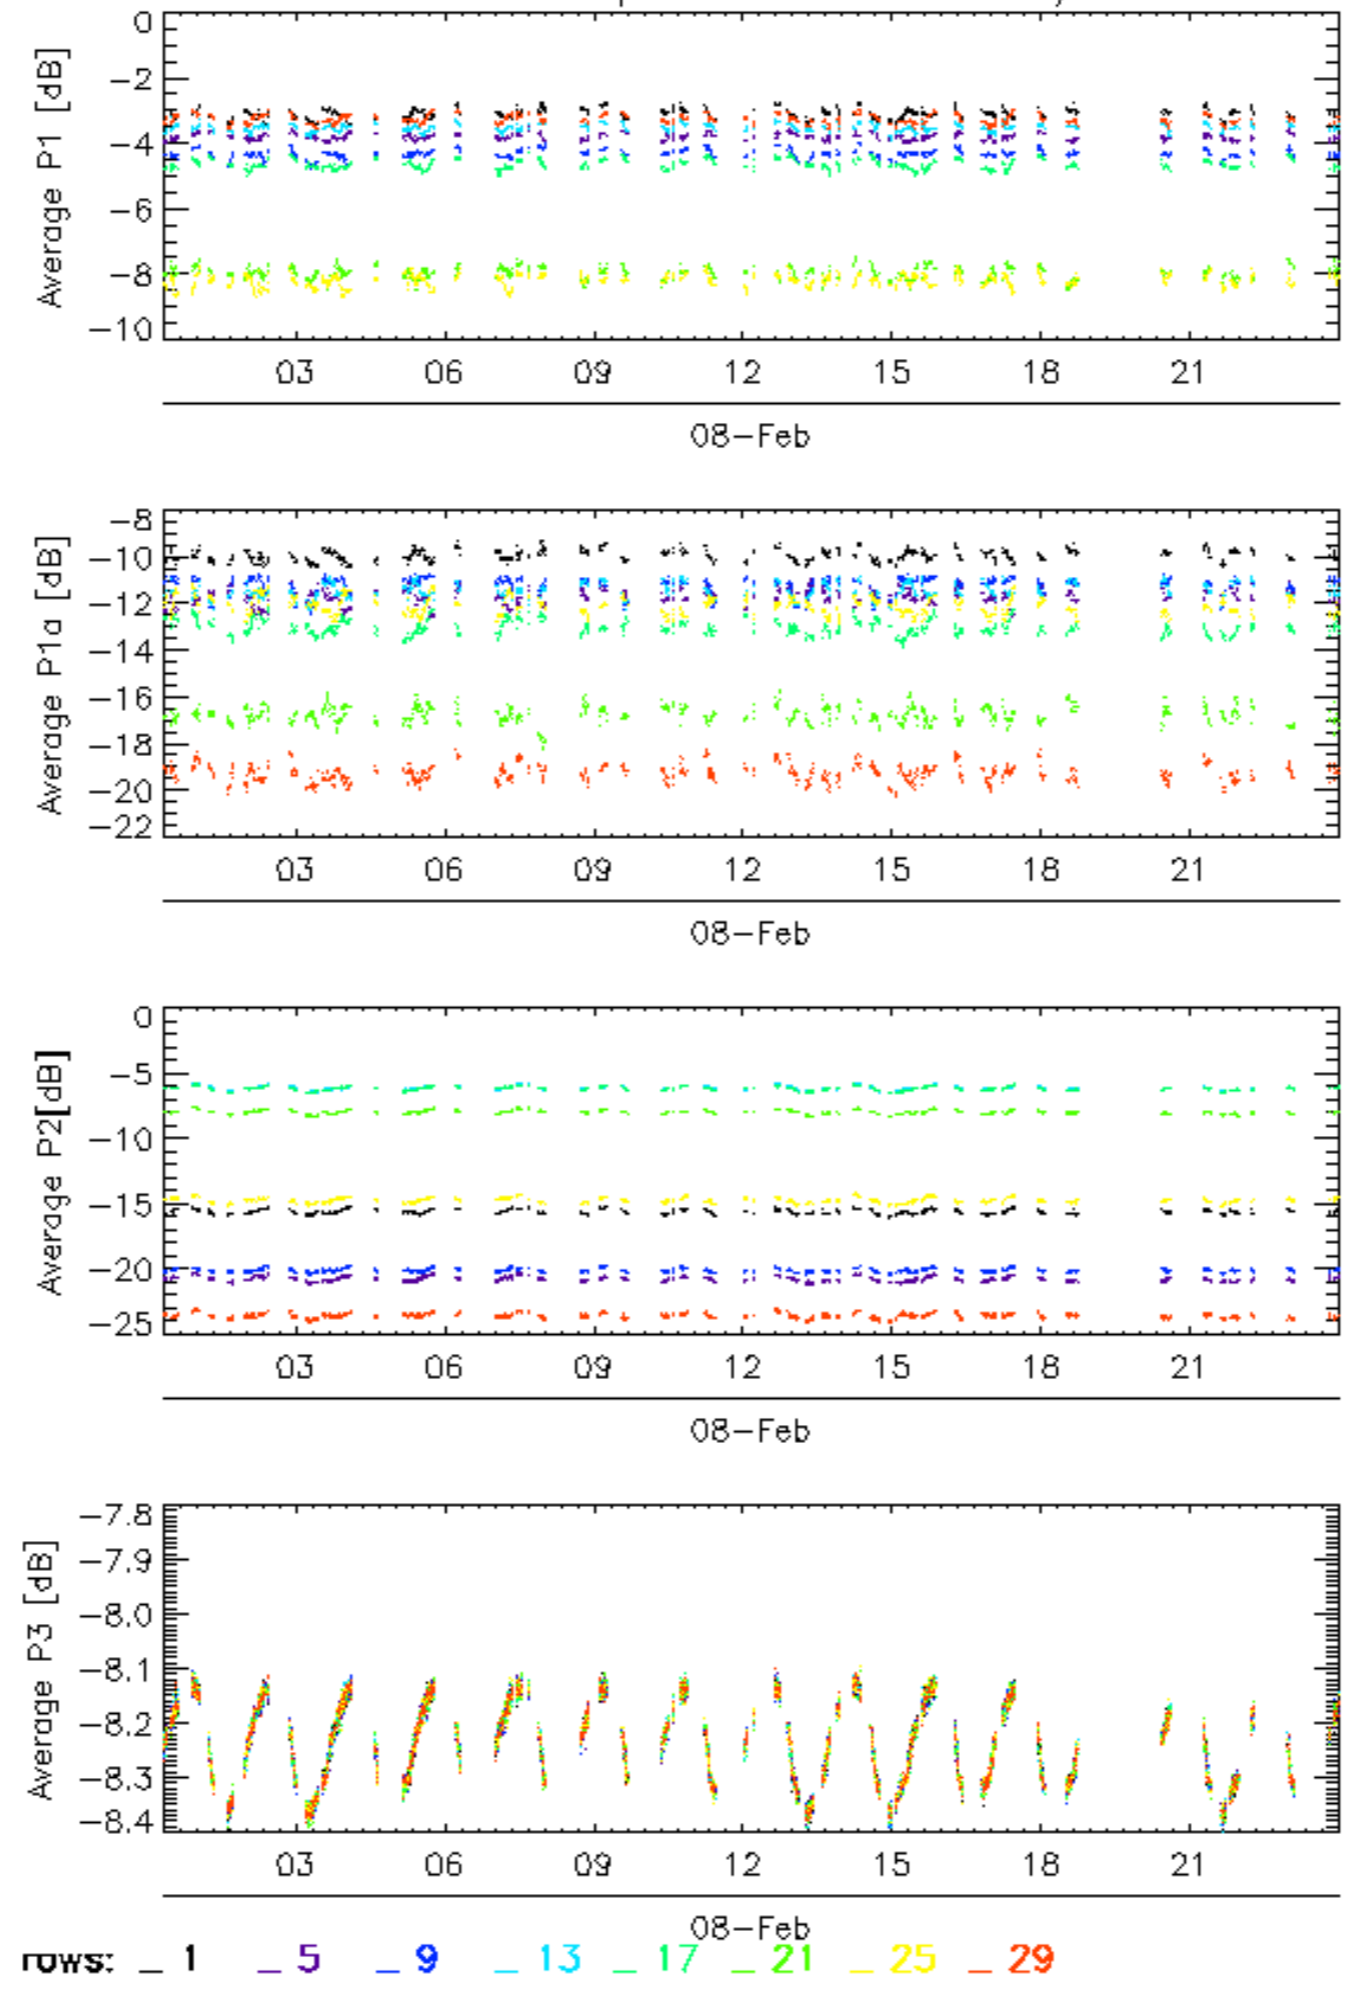 0
−2
−4
−6
−8
−10
Average P1 [dB]
03 06 09 12 15 18 21
08−Feb
−8
−10
−12
−14
−16
−18
−20
−22
Average P1a [dB]
03 06 09 12 15 18 21
08−Feb
0
−5
−10
−15
−20
−25
Average P2[dB]
03 06 09 12 15 18 21
08−Feb
−7.8
−7.9
−8.0
−8.1
−8.2
−8.3
−8.4
Average P3 [dB]
03 06 09 12 15 18 21
08−Feb
rows: _ 1 _ 5 _ 9 _ 13 _ 17 _ 21 _ 25 _ 29